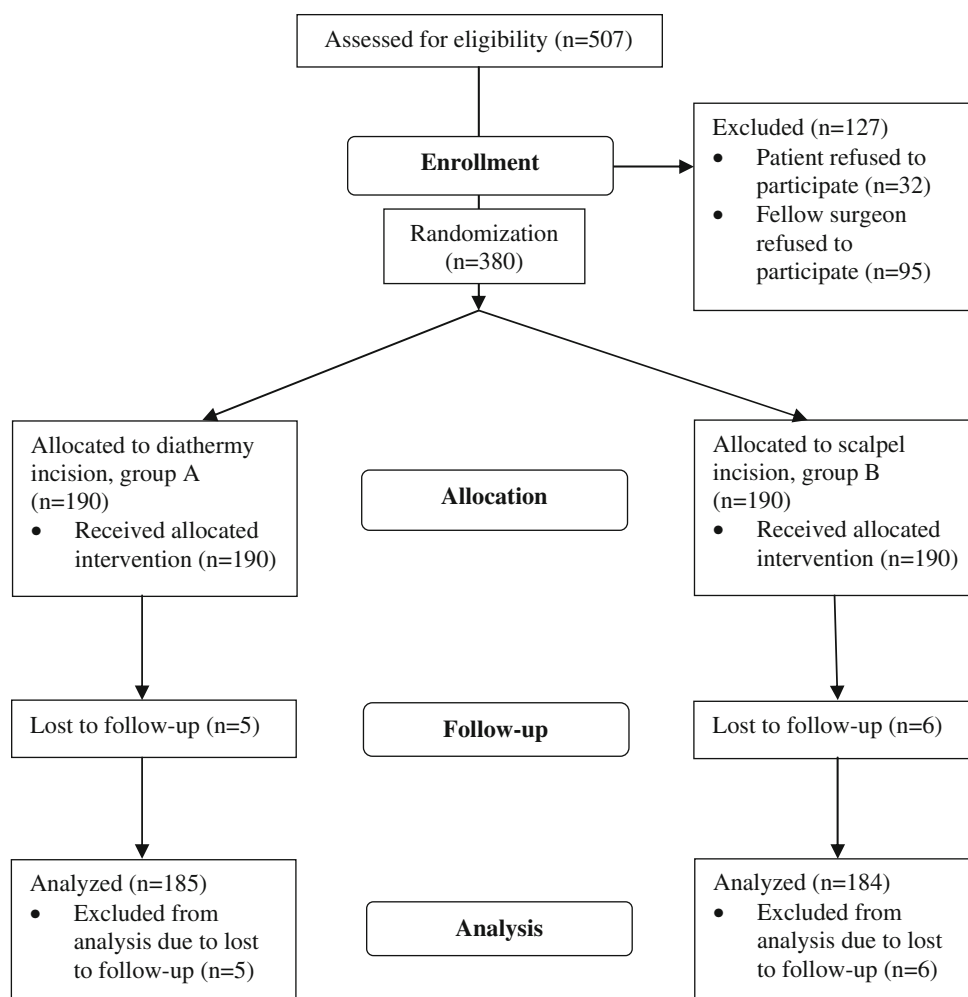 Assessed for eligibility (n=507)
Enrollment
Excluded (n=127)
• Patient refused to
participate (n=32)
• Fellow surgeon
refused to
participate (n=95)
Randomization
(n=380)
Allocated to diathermy
incision, group A
(n=190)
• Received allocated
intervention (n=190)
Allocation
Allocated to scalpel
incision, group B
(n=190)
• Received allocated
intervention (n=190)
Lost to follow-up (n=5)
Follow-up
Lost to follow-up (n=6)
Analyzed (n=185)
• Excluded from
analysis due to lost
to follow-up (n=5)
Analysis
Analyzed (n=184)
• Excluded from
analysis due to lost
to follow-up (n=6)